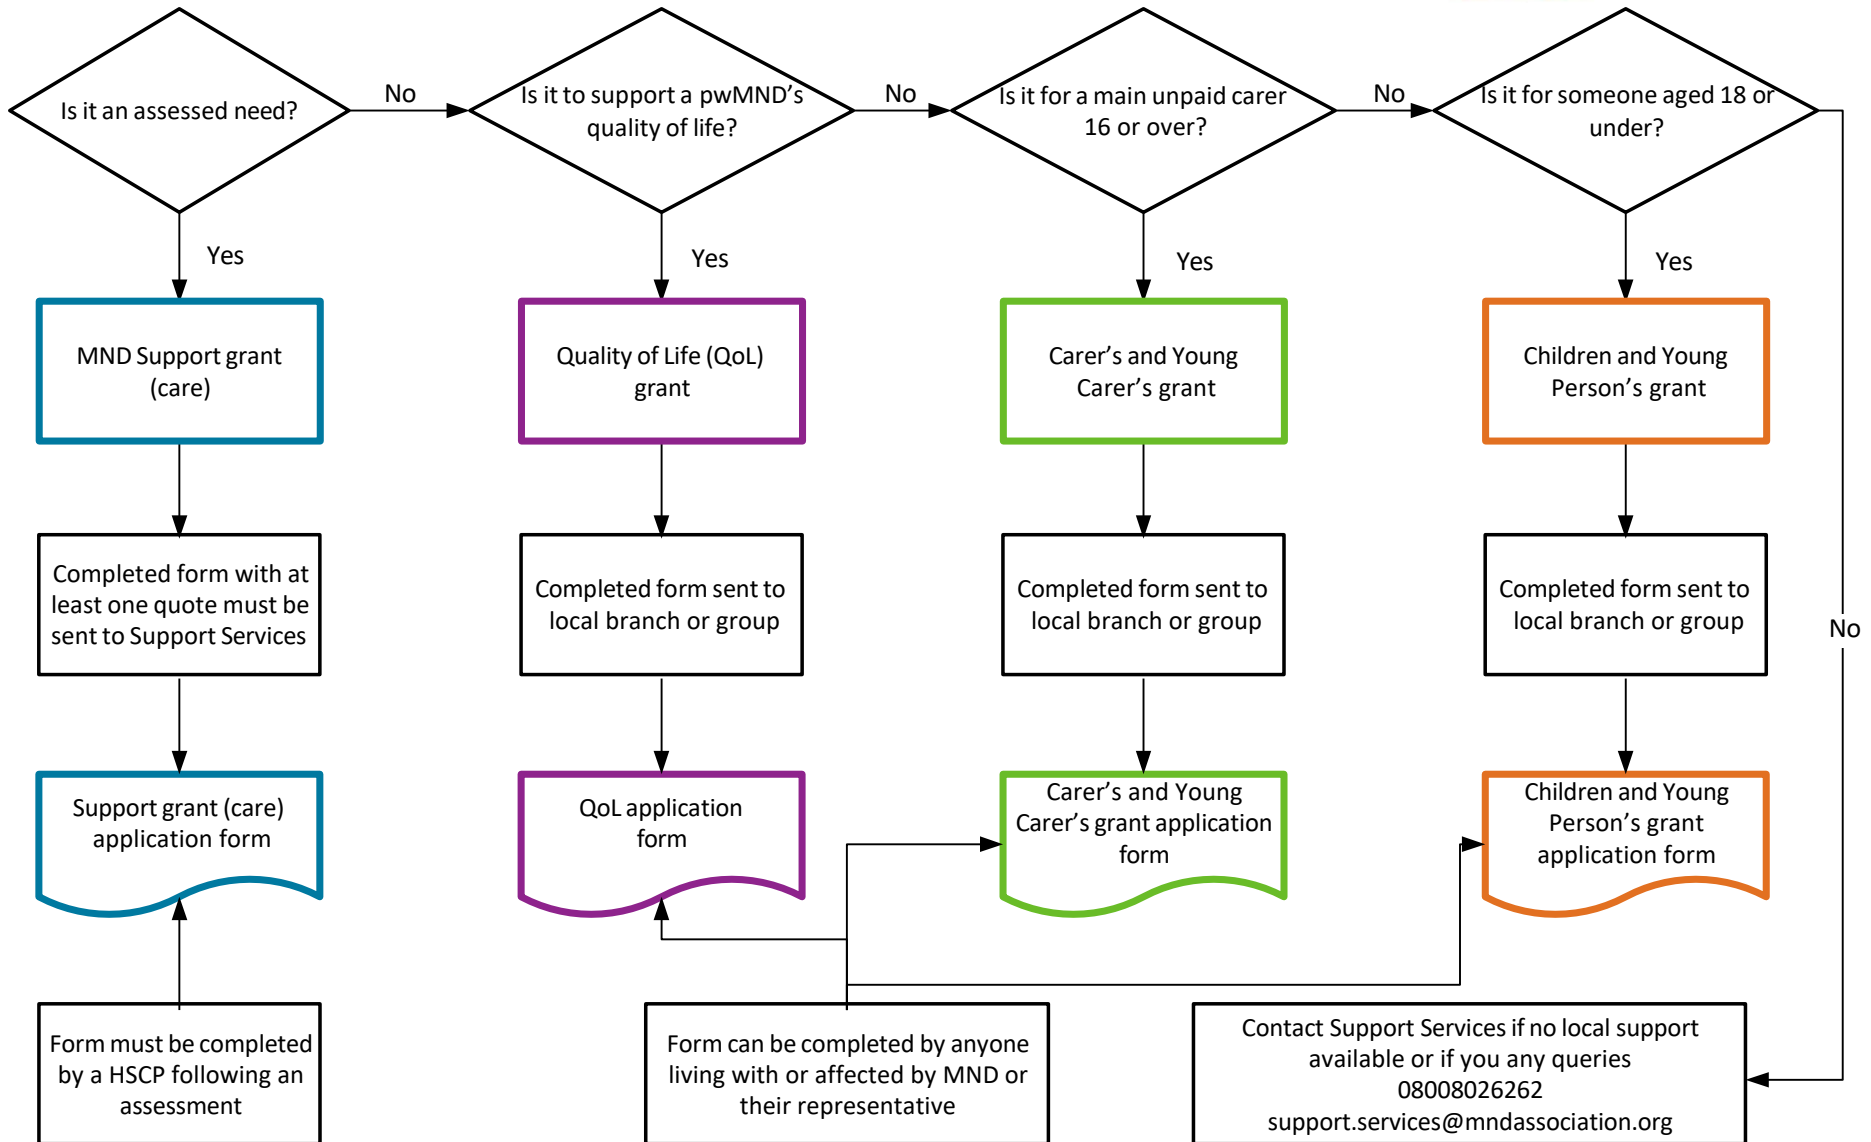 Is it an assessed need?
No
Is it to support a pwMND's
quality of life?
No
Is it for a main unpaid carer
16 or over?
No
Is it for someone aged 18 or
under?
Yes
Yes
Yes
Yes
MND Support grant
(care)
Quality of Life (QoL)
grant
Carer’s and Young
Carer’s grant
Children and Young
Person’s grant
Completed form with at
least one quote must be
sent to Support Services
Completed form sent to
local branch or group
Completed form sent to
local branch or group
Completed form sent to
local branch or group
No
Support grant (care)
application form
QoL application
form
Carer’s and Young
Carer’s grant application
form
Children and Young
Person’s grant
application form
Form must be completed
by a HSCP following an
assessment
Form can be completed by anyone
living with or affected by MND or
their representative
Contact Support Services if no local support
available or if you any queries
08008026262
support.services@mndassociation.org